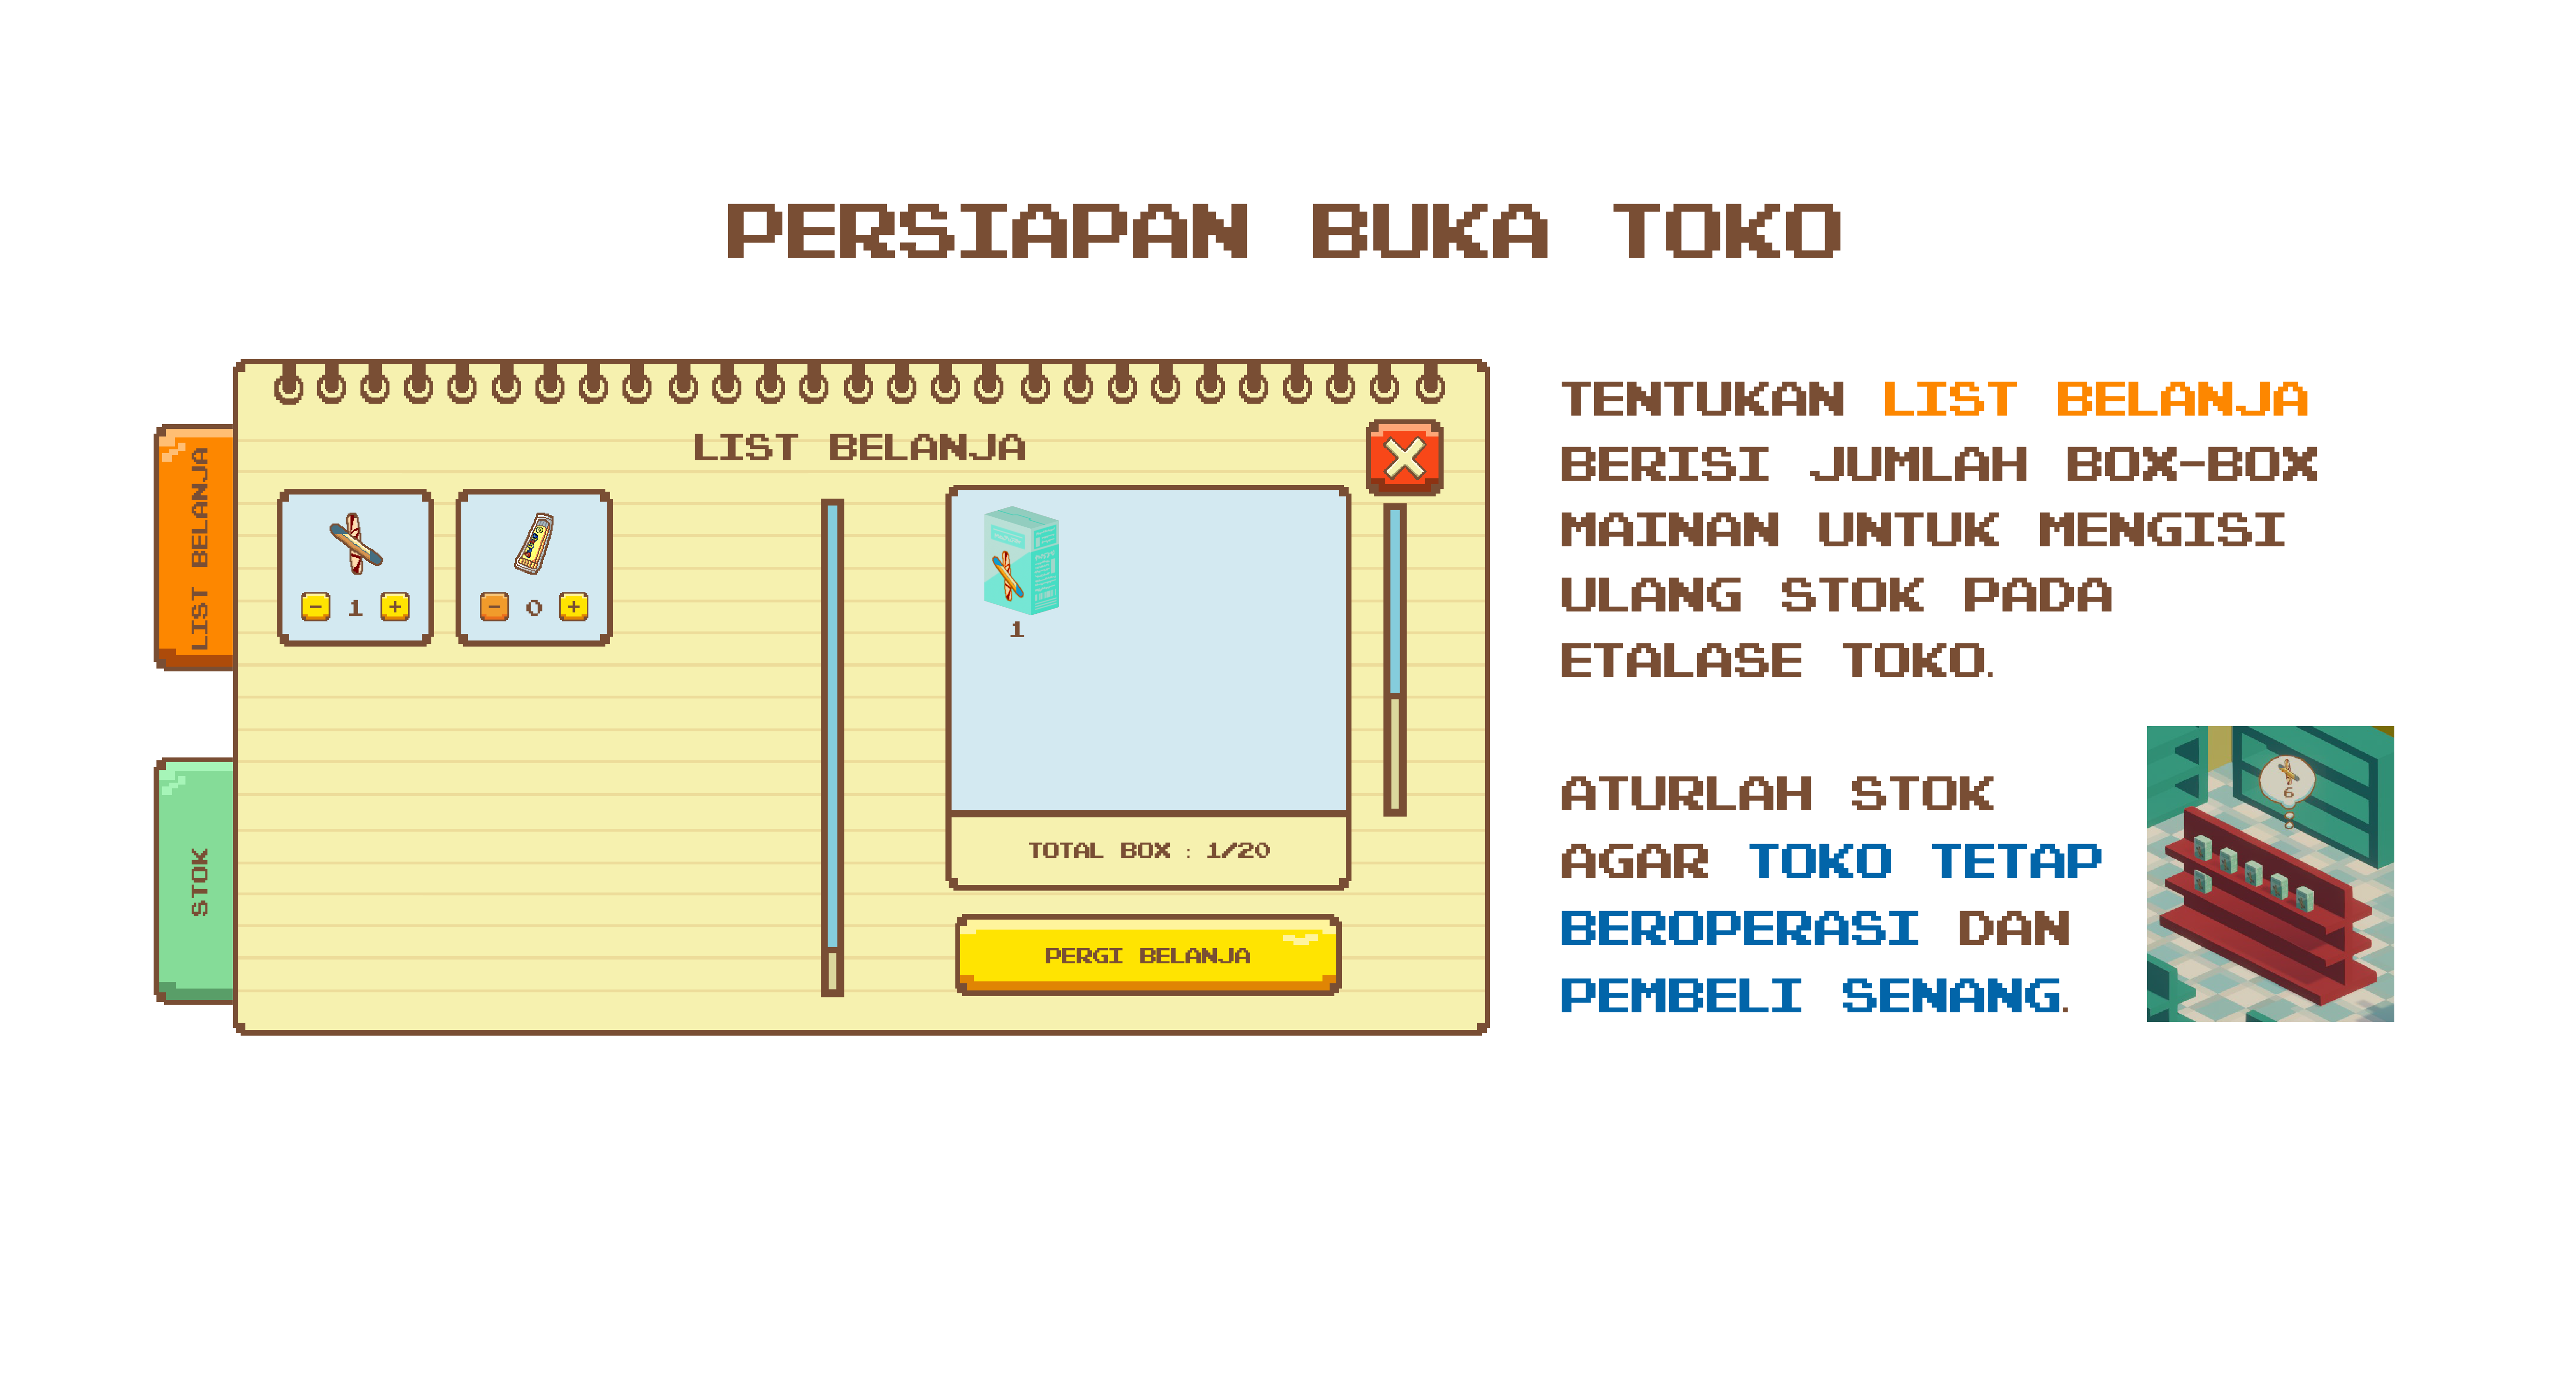 PERSIAPAN BUKA TOKO
LIST BELANJA
STOK
LIST BELANJA
- 1 +
- 0 +
1
TOTAL BOX : 1/20
PERGI BELANJA
TENTUKAN LIST BELANJA
BERISI JUMLAH BOX-BOX
MAINAN UNTUK MENGISI
ULANG STOK PADA
ETALASE TOKO.
ATURLAH STOK
AGAR TOKO TETAP
BEROPERASI DAN
PEMBELI SENANG.
6